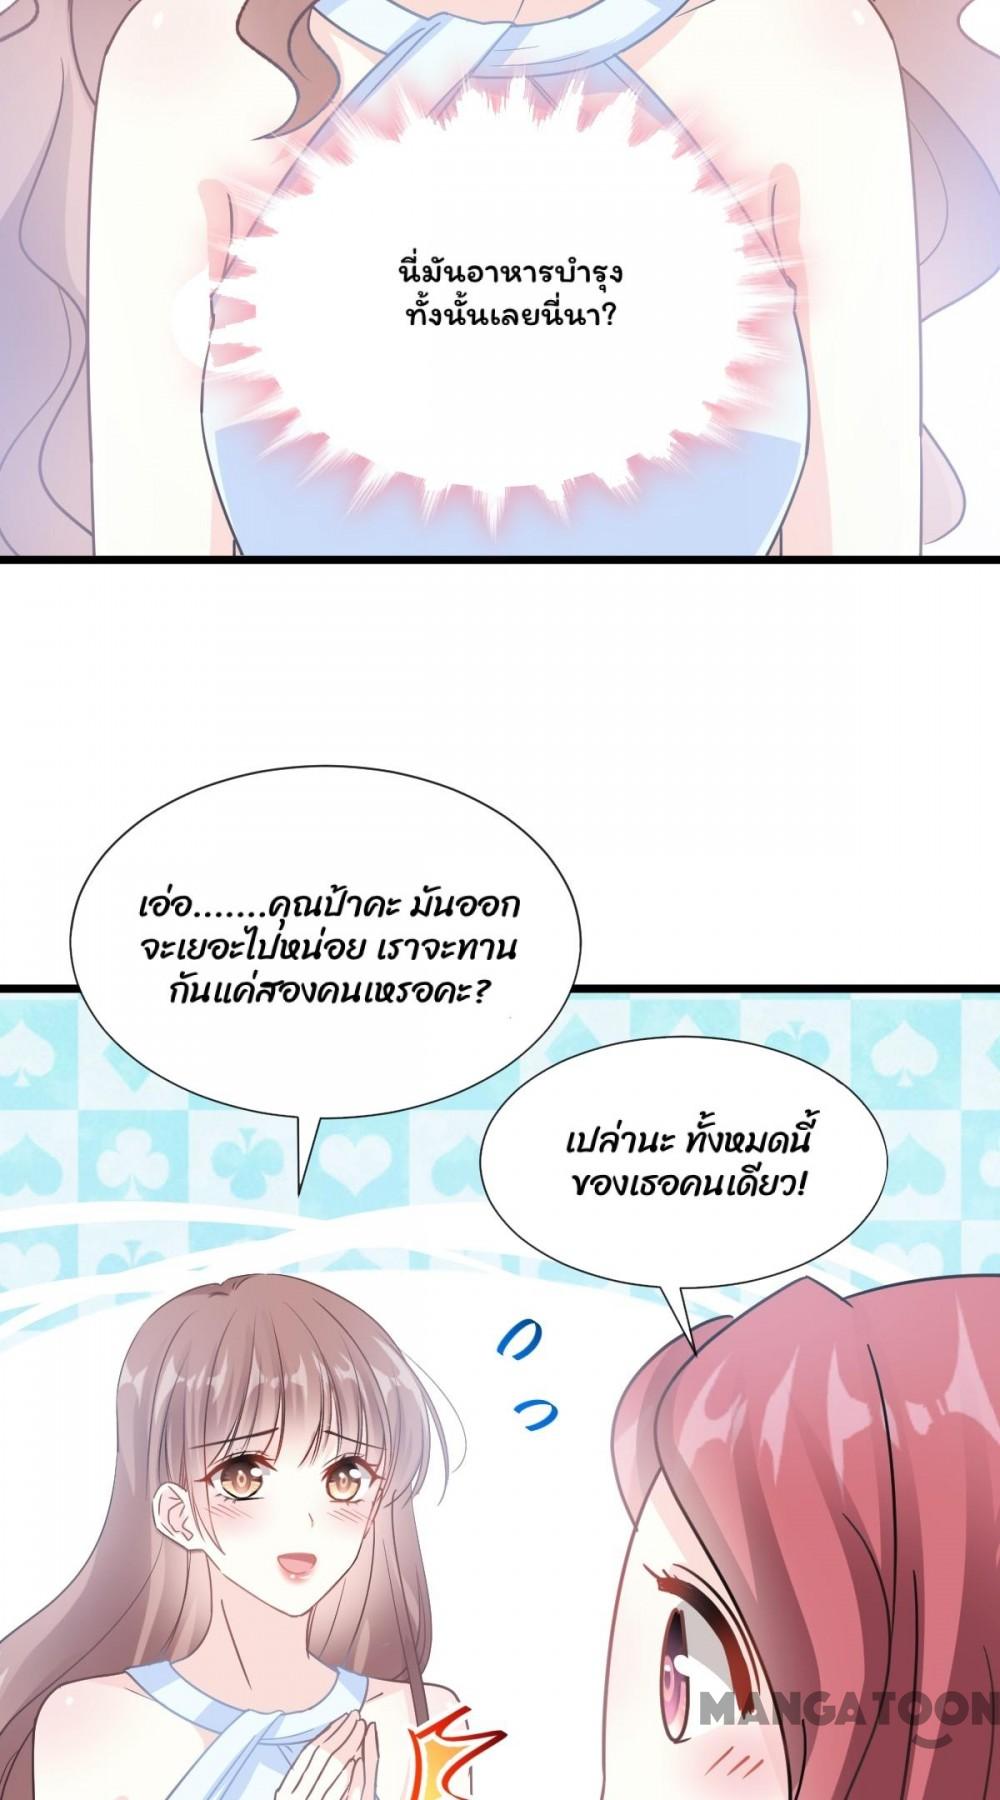 นี่มันอาหารบำรุง
ทั้งนั้นเลยนี่นา?
เอ่อ.......คุณป้าคะ มันออก
จะเยอะไปหน่อย เราจะทาน
กันแค่สองคนเหรอคะ?
เปล่านะ ทั้งหมดนี้
ของเธอคนเดียว!
MANGATOON